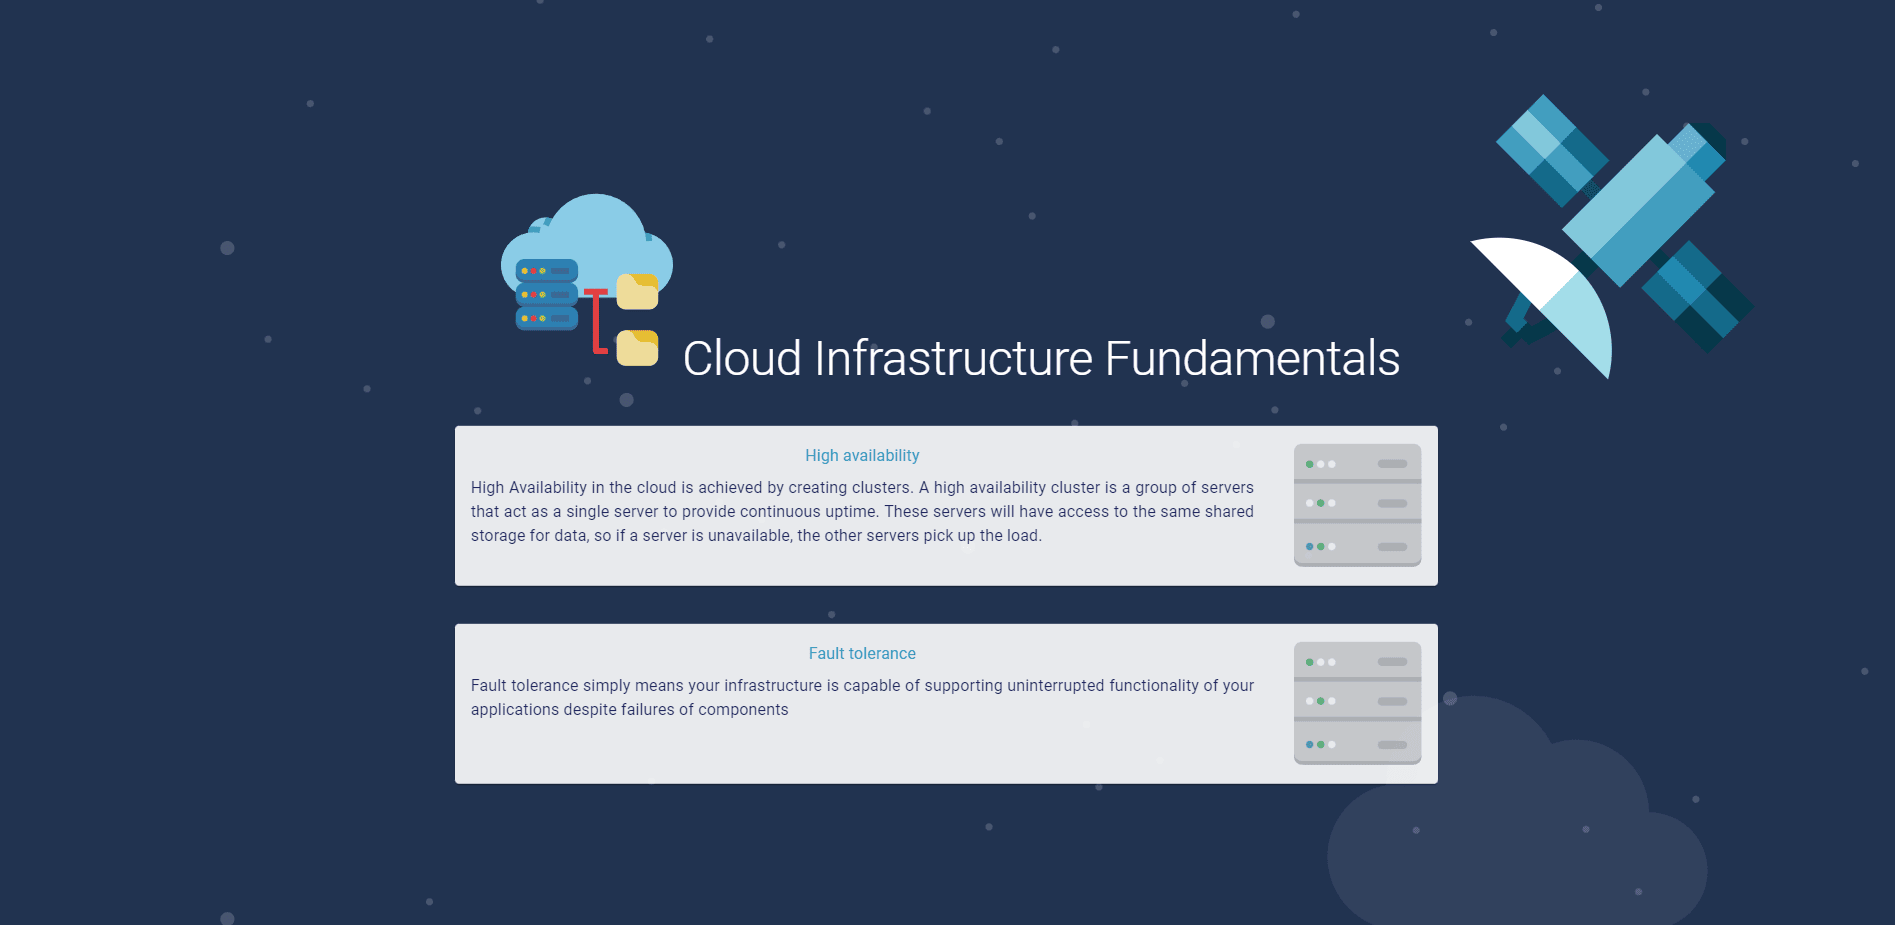 Cloud Infrastructure Fundamentals
High availability
High Availability in the cloud is achieved by creating clusters. A high availability cluster is a group of servers
that act as a single server to provide continuous uptime. These servers will have access to the same shared
storage for data, so if a server is unavailable, the other servers pick up the load.
Fault tolerance
Fault tolerance simply means your infrastructure is capable of supporting uninterrupted functionality of your
applications despite failures of components